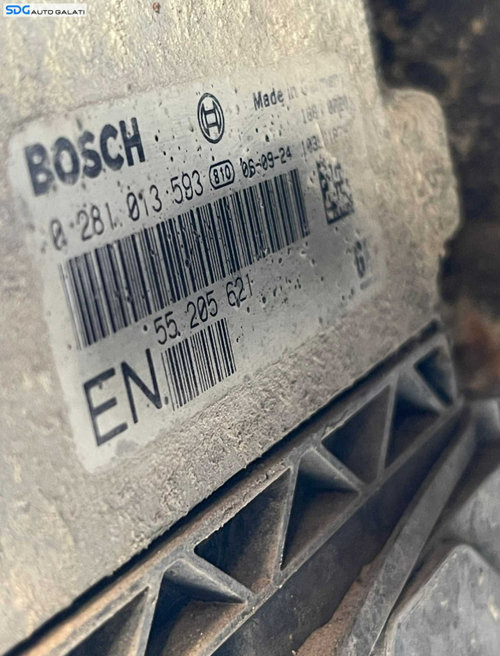 SDG AUTO GALATI
BOSCH
Made in
0 281 013 593 810 06-09-24
55 205 621
EN